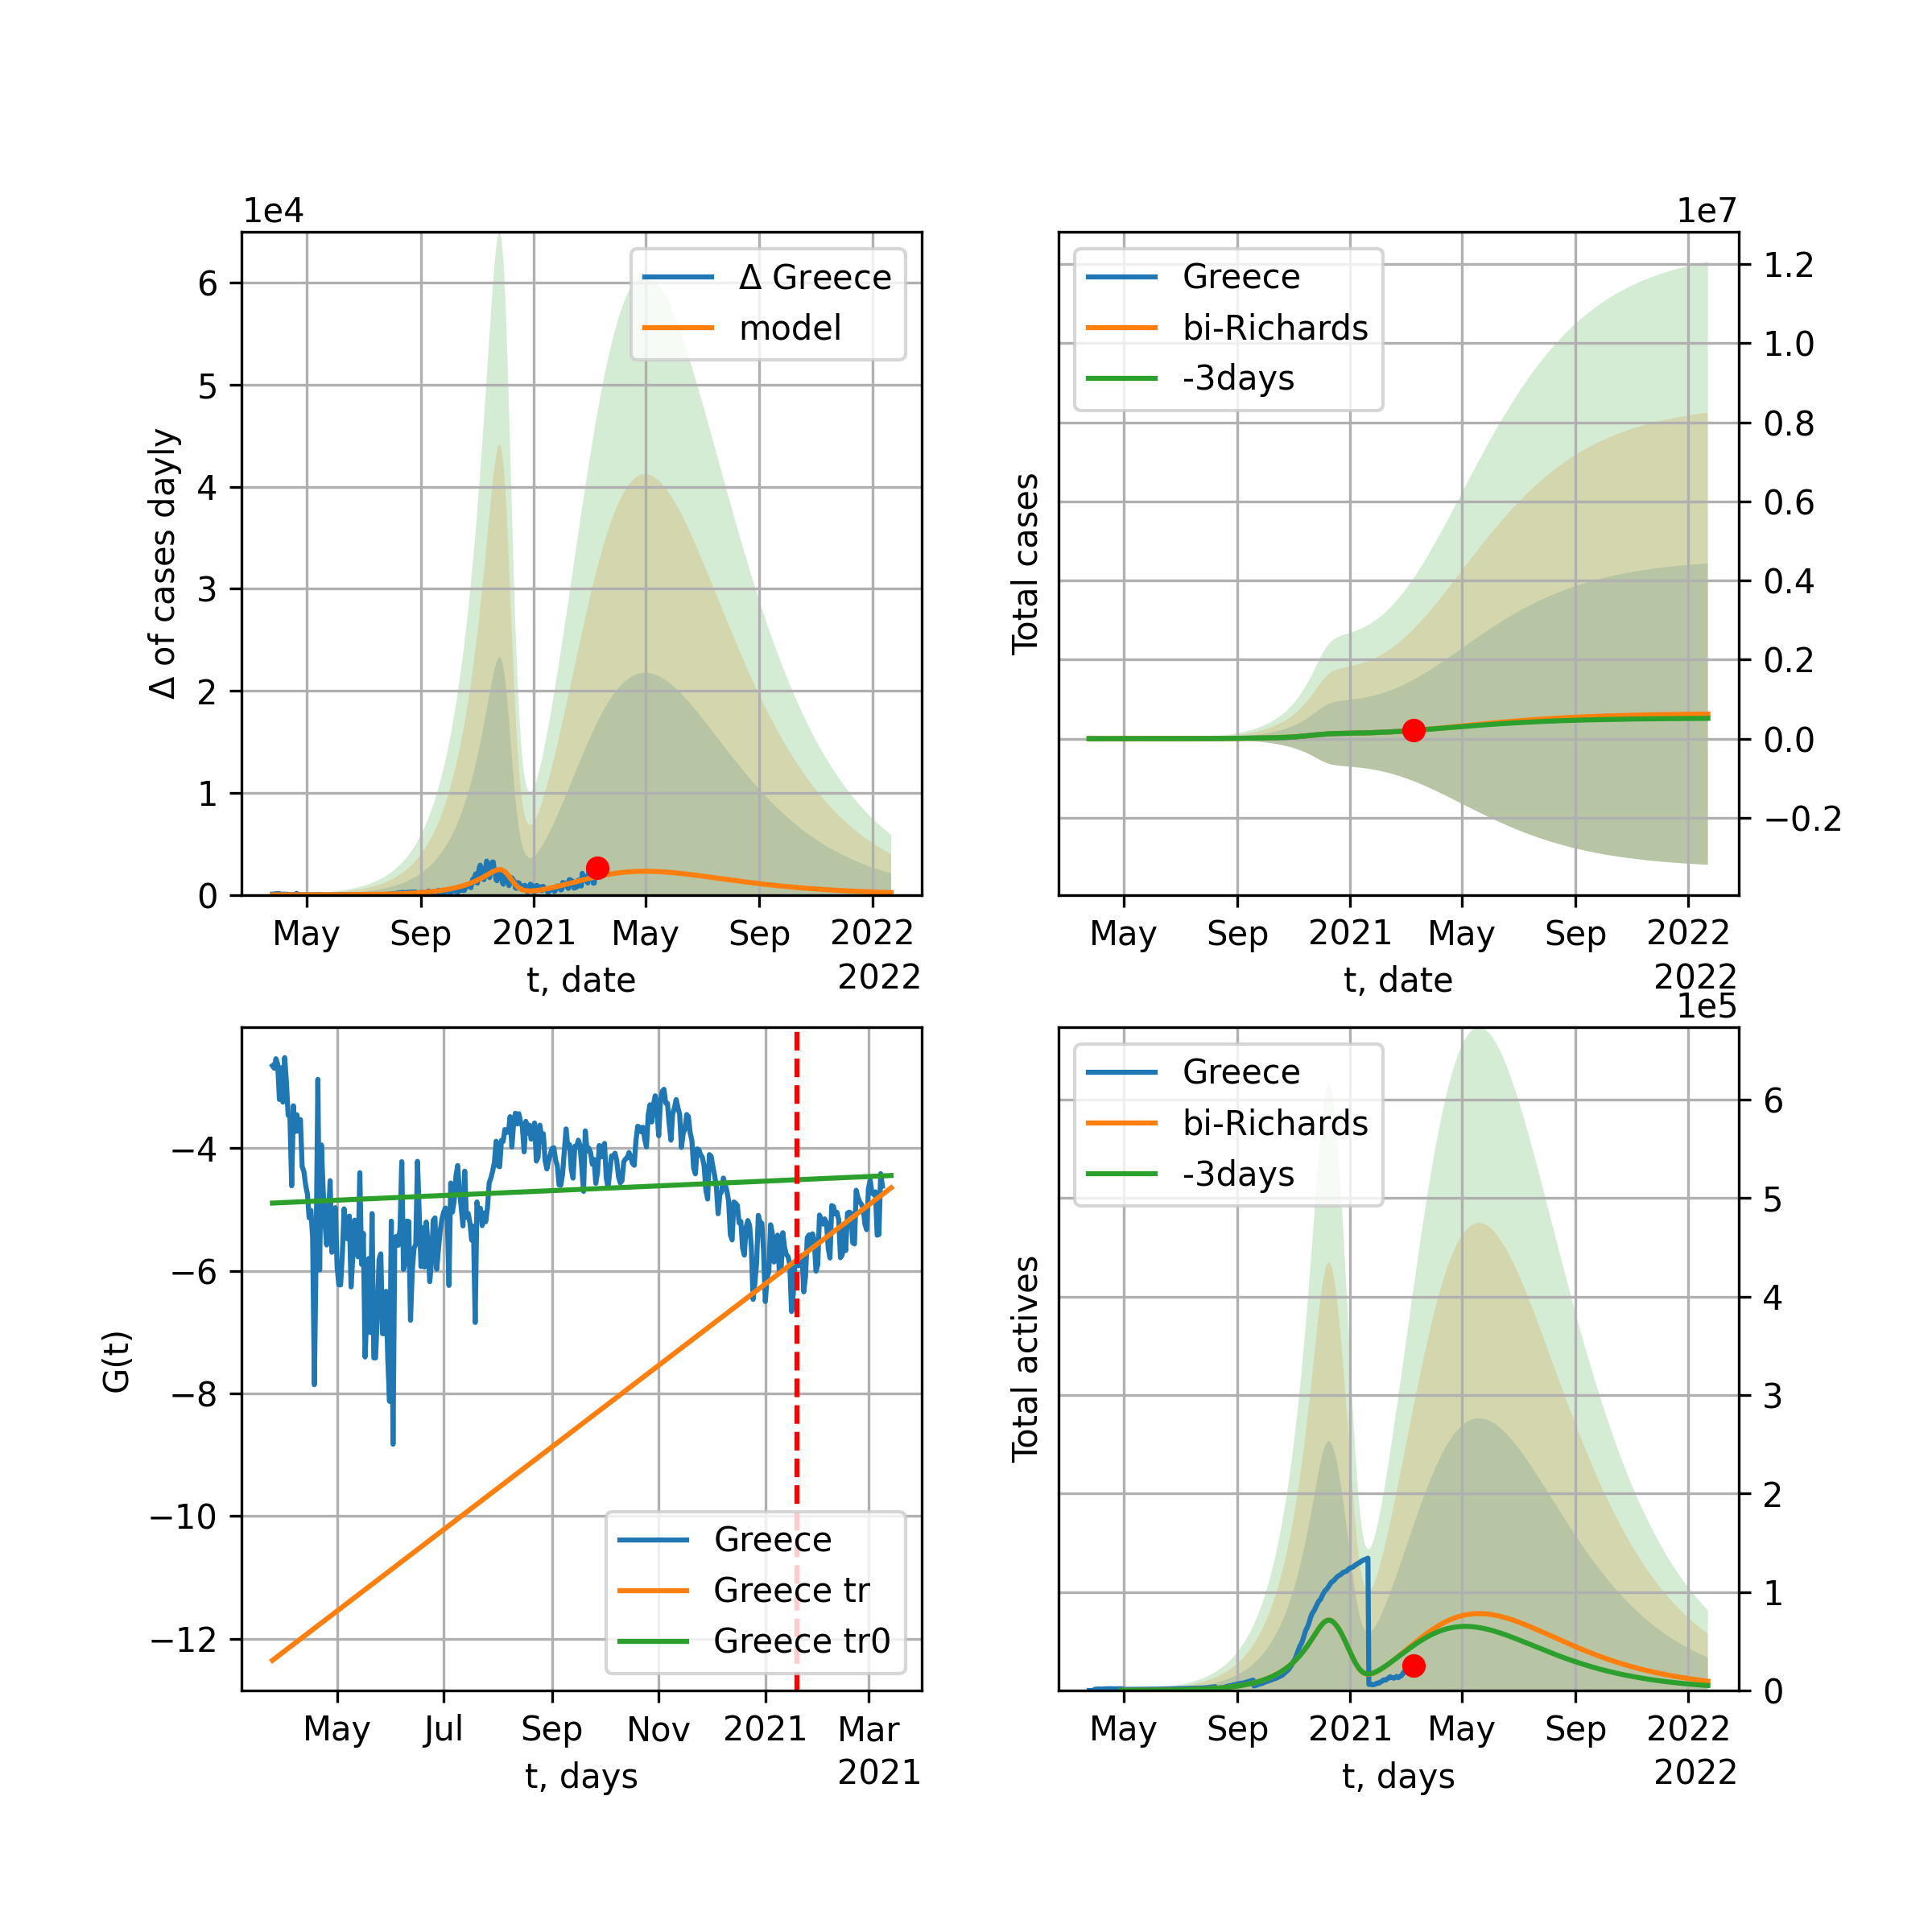 1e4
Δ of cases dayly
6
5
4
3
2
1
0
Δ Greece
model
May Sep 2021 May Sep 2022
t, date
2022
1e7
Total cases
Greece
bi-Richards
-3days
1.2
1.0
0.8
0.6
0.4
0.2
0.0
−0.2
May Sep 2021 May Sep 2022
t, date
2022
G(t)
−4
−6
−8
−10
−12
Greece
Greece tr
Greece tr0
May Jul Sep Nov 2021 Mar
t, days
2021
1e5
Total actives
Greece
bi-Richards
-3days
6
5
4
3
2
1
0
May Sep 2021 May Sep 2022
t, days
2022